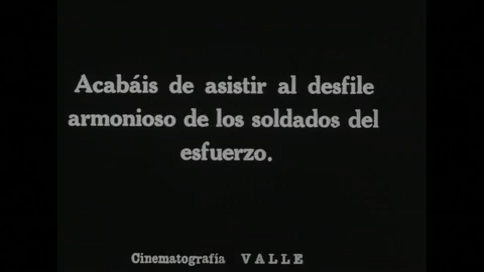 Acabáis de asistir al desfile
armonioso de los soldados del
esfuerzo.
Cinematografía VALLE